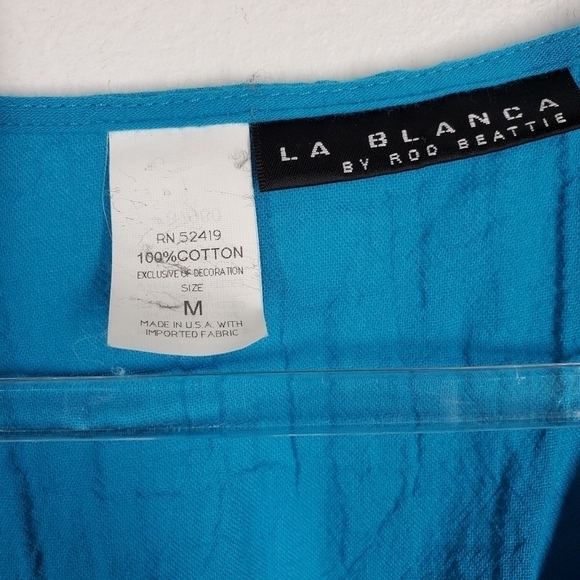 LA BLANCA
BY ROD BEATTIE
RN 52419
100%COTTON
EXCLUSIVE OF DECORATION
SIZE
M
MADE IN U.S.A. WITH
IMPORTED FABRIC